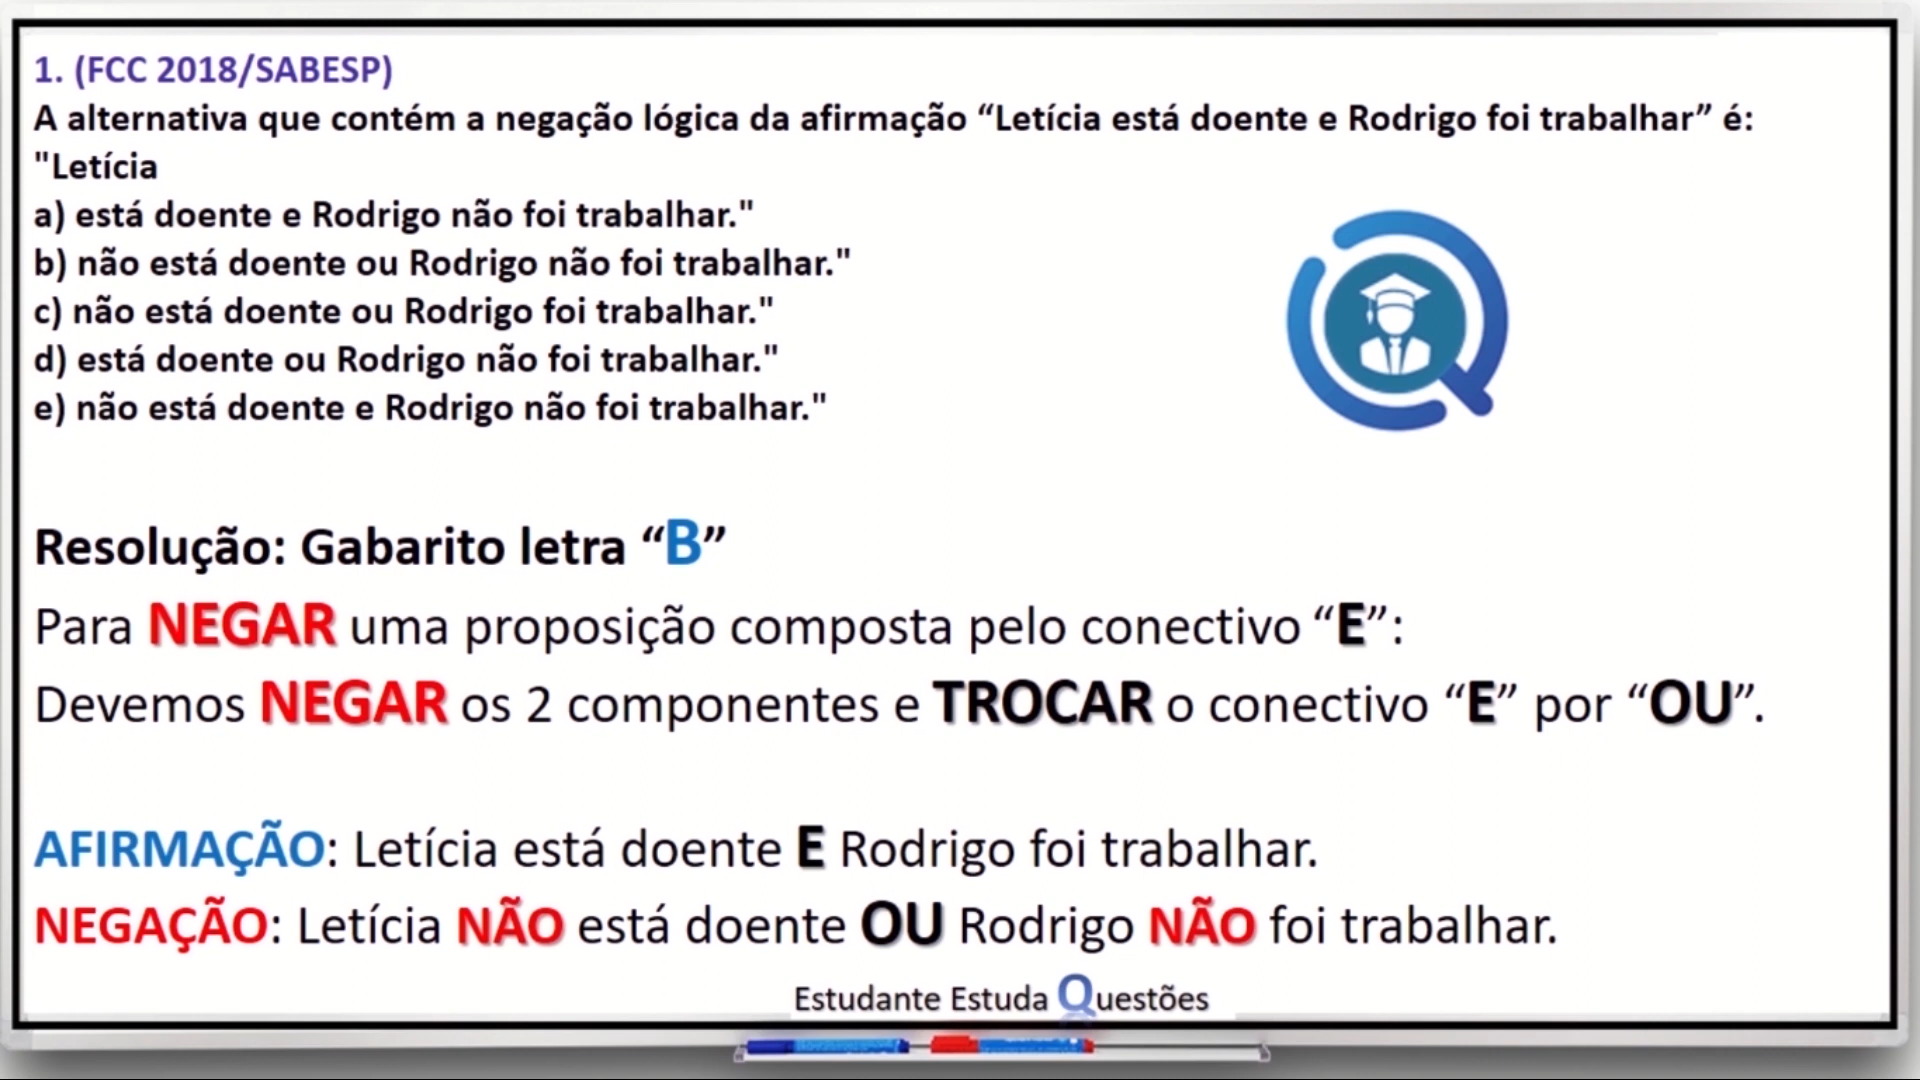 1. (FCC 2018/SABESP)
A alternativa que contém a negação lógica da afirmação “Letícia está doente e Rodrigo foi trabalhar” é:
"Letícia
a) está doente e Rodrigo não foi trabalhar."
b) não está doente ou Rodrigo não foi trabalhar."
c) não está doente ou Rodrigo foi trabalhar."
d) está doente ou Rodrigo não foi trabalhar."
e) não está doente e Rodrigo não foi trabalhar."
Resolução: Gabarito letra “B”
Para NEGAR uma proposição composta pelo conectivo “E”:
Devemos NEGAR os 2 componentes e TROCAR o conectivo “E” por “OU”.
AFIRMAÇÃO: Letícia está doente E Rodrigo foi trabalhar.
NEGAÇÃO: Letícia NÃO está doente OU Rodrigo NÃO foi trabalhar.
Estudante Estuda Questões